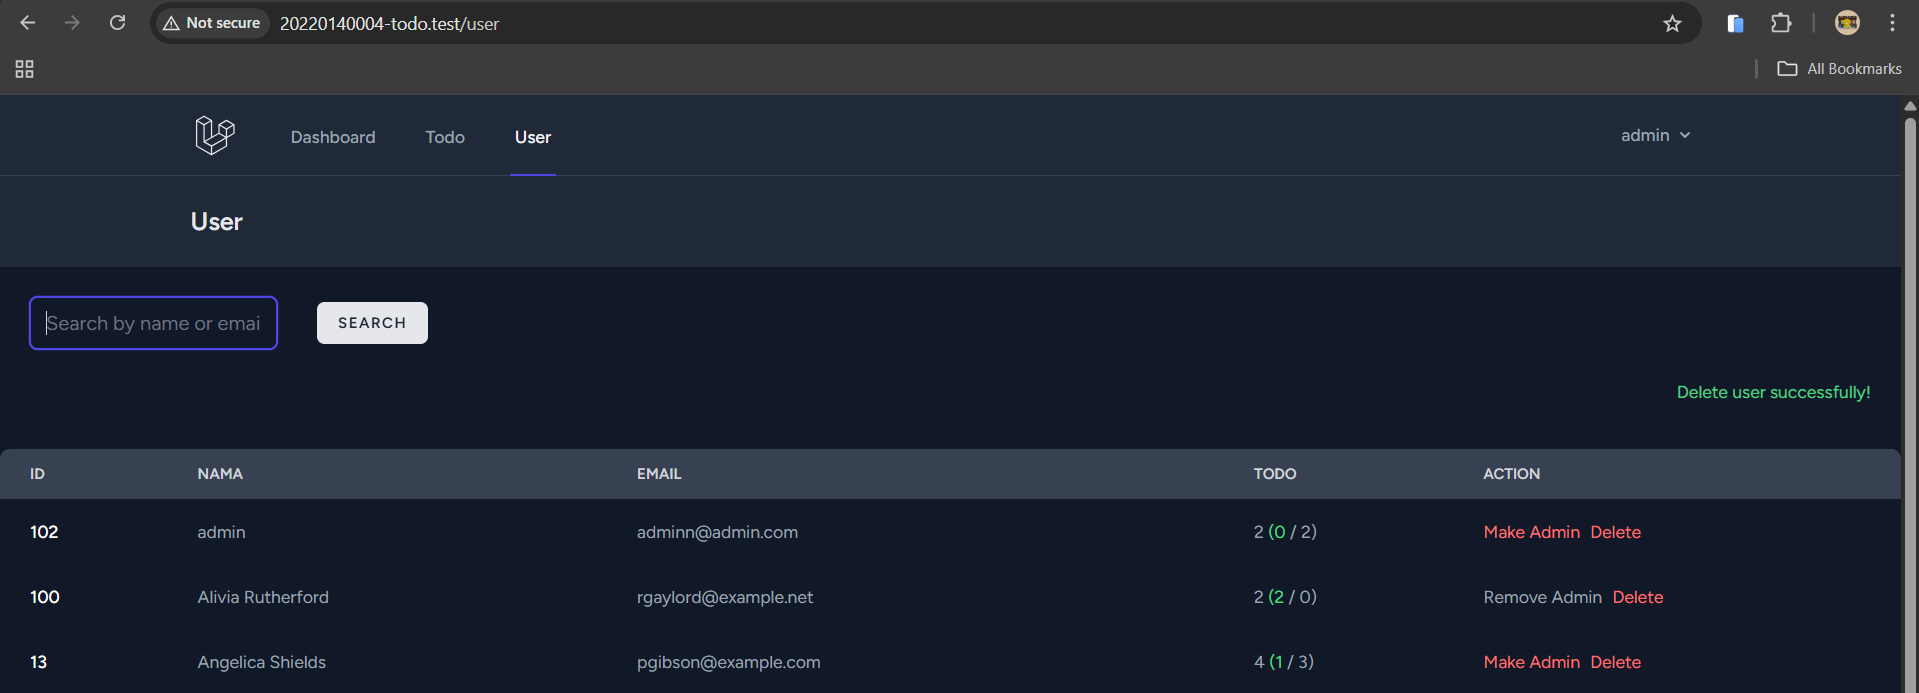 Not secure 20220140004-todo.test/user
All Bookmarks
Dashboard Todo User admin
User
Search by name or emai SEARCH
Delete user successfully!
ID NAMA EMAIL TODO ACTION
102 admin adminn@admin.com 2 (0 / 2) Make Admin Delete
100 Alivia Rutherford rgaylord@example.net 2 (2 / 0) Remove Admin Delete
13 Angelica Shields pgibson@example.com 4 (1 / 3) Make Admin Delete